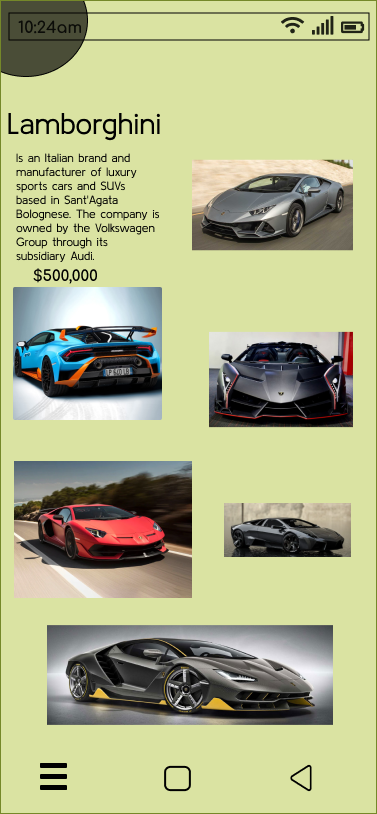 10:24am
Lamborghini
Is an Italian brand and
manufacturer of luxury
sports cars and SUVs
based in Sant'Agata
Bolognese. The company is
owned by the Volkswagen
Group through its
subsidiary Audi.
$500,000